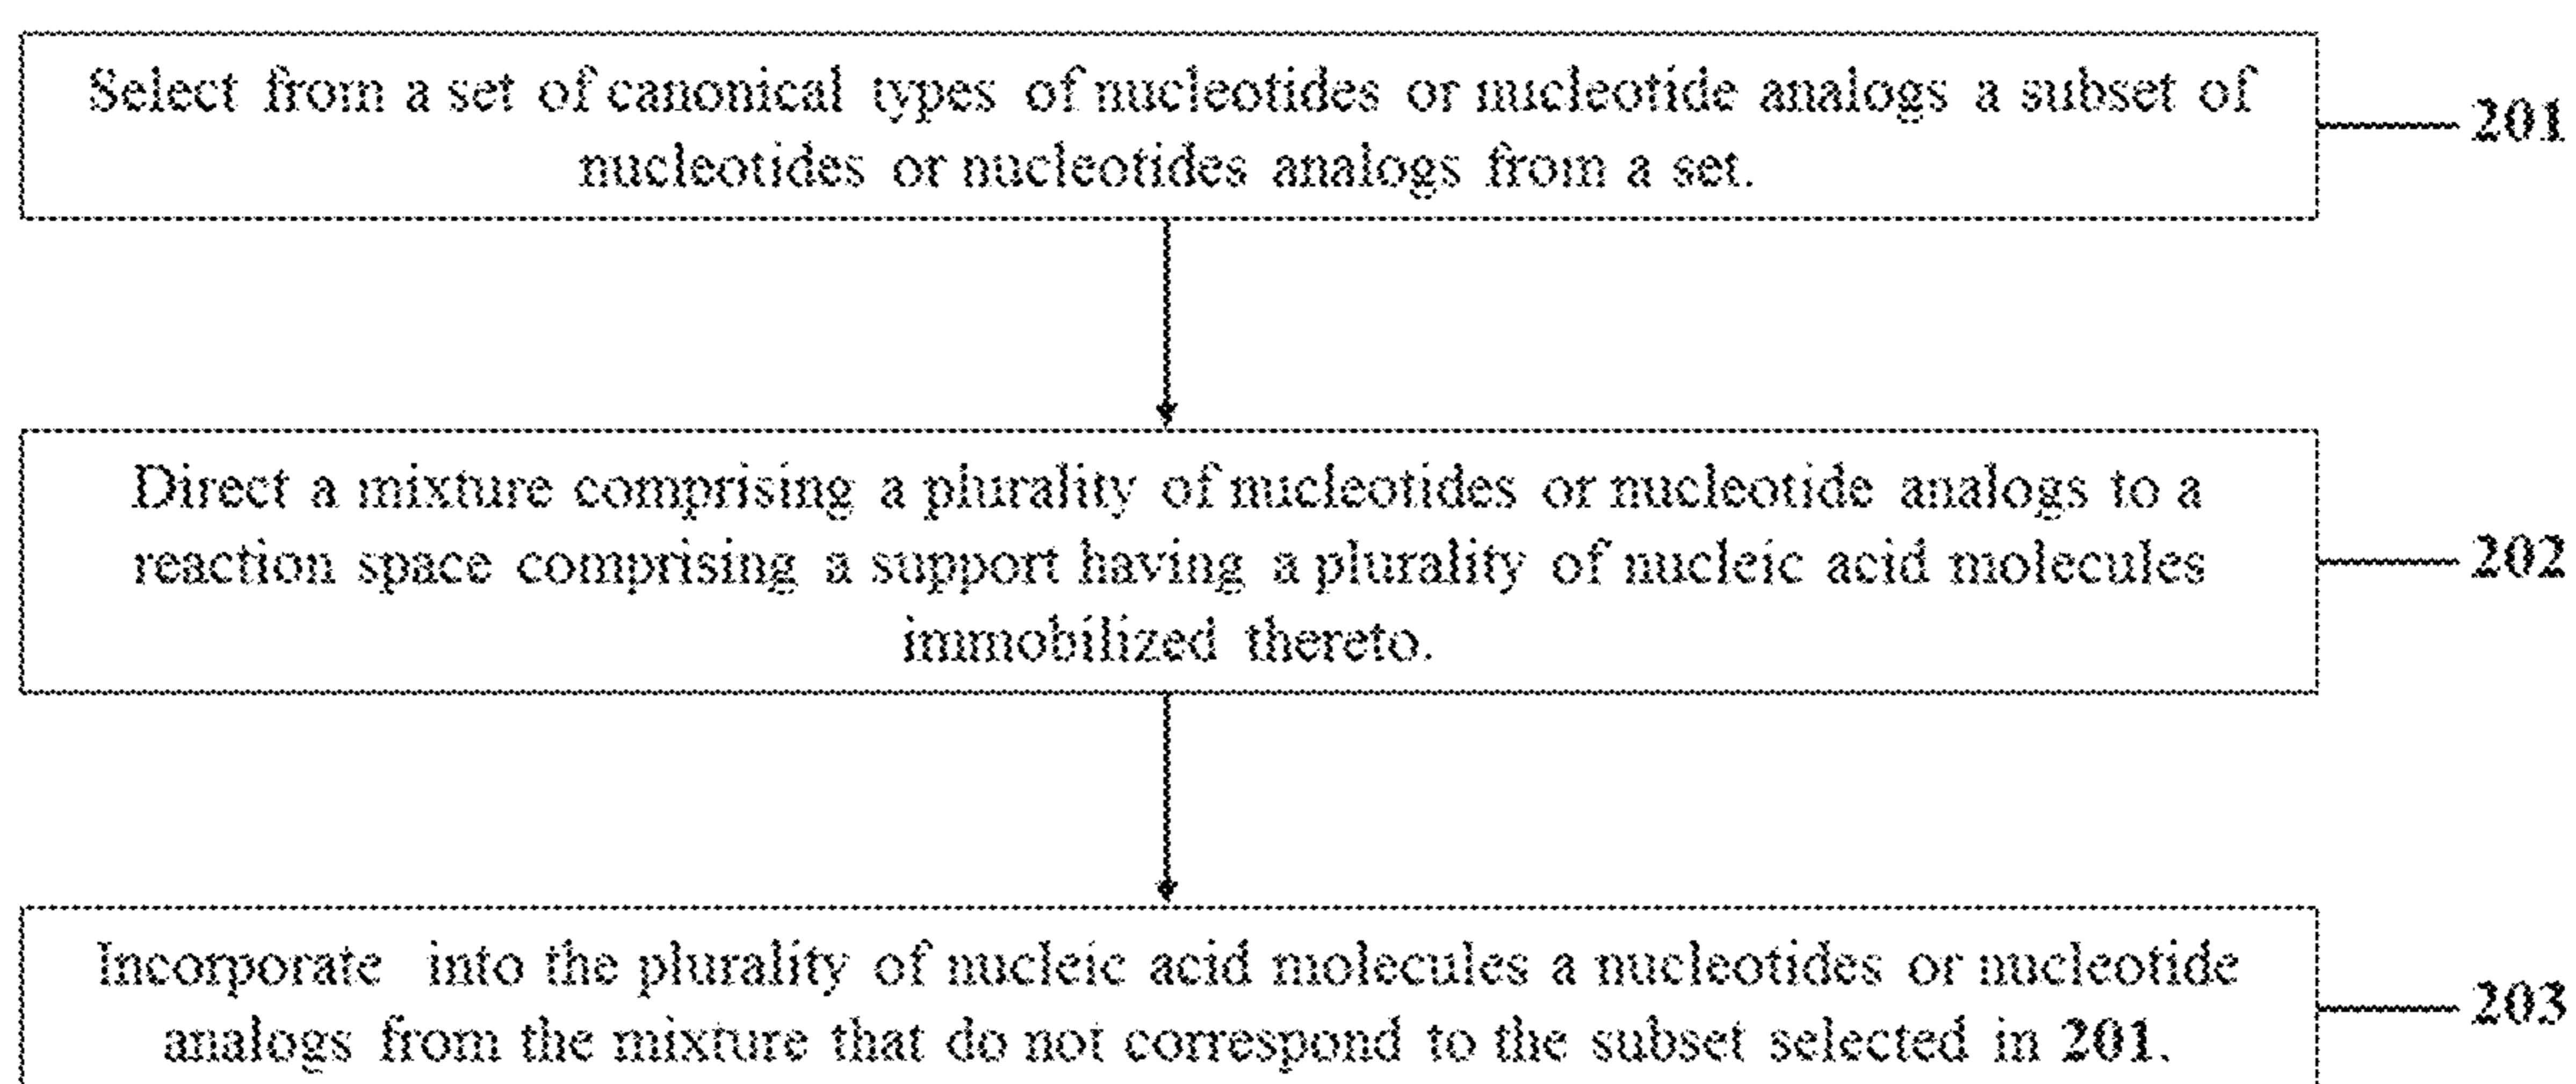 Select from a set of canonical types of nucleotides or nucleotide analogs a subset of
nucleotides or nucleotides analogs from a set.
201
Direct a mixture comprising a plurality of nucleotides or nucleotide analogs to a
reaction space comprising a support having a plurality of nucleic acid molecules
immobilized thereto.
202
Incorporate into the plurality of nucleic acid molecules a nucleotides or nucleotide
analogs from the mixture that do not correspond to the subset selected in 201.
203